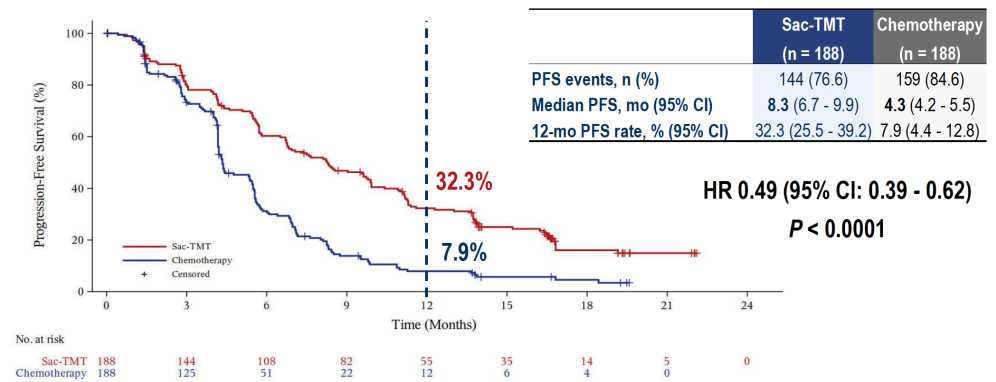 Sac-TMT Chemotherapy
(n = 188) (n = 188)
PFS events, n (%) 144 (76.6) 159 (84.6)
Median PFS, mo (95% CI) 8.3 (6.7 - 9.9) 4.3 (4.2 - 5.5)
12-mo PFS rate, % (95% CI) 32.3 (25.5 - 39.2) 7.9 (4.4 - 12.8)
HR 0.49 (95% CI: 0.39 - 0.62)
P < 0.0001
Progression-Free Survival (%)
100
80
60
40
20
0
32.3%
7.9%
Sac-TMT
Chemotherapy
+ Censored
0 3 6 9 12 15 18 21 24
Time (Months)
No. at risk
Sac-TMT 188 144 108 82 55 35 14 5 0
Chemotherapy 188 125 51 22 12 6 4 0